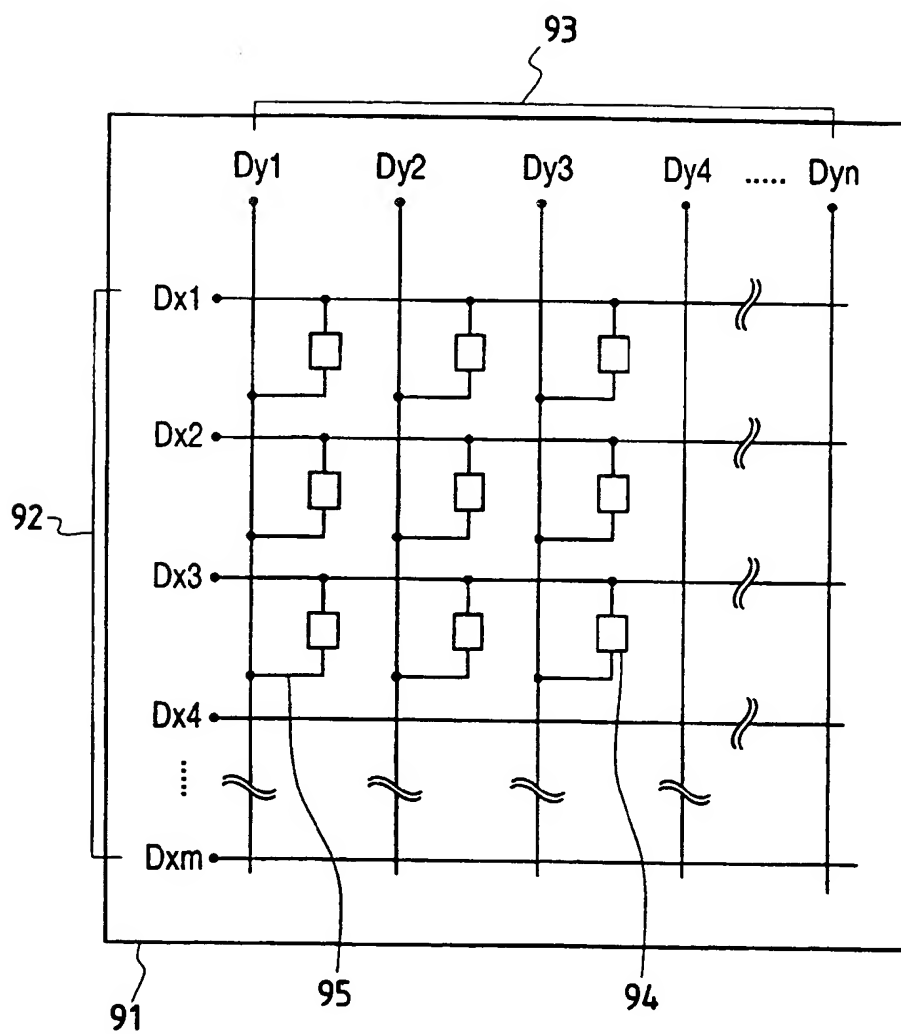 93
Dy1 Dy2 Dy3 Dy4 ..... Dyn
Dx1
Dx2
92
Dx3
Dx4
.....
Dxm
91
95
94